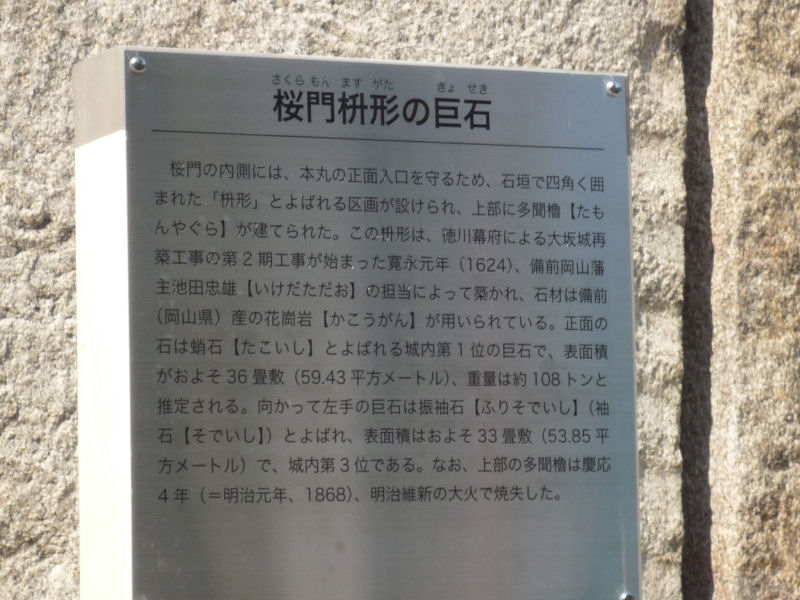 さくら もん ます がた きょ せき
桜門枡形の巨石
桜門の内側には、本丸の正面入口を守るため、石垣で四角く囲
まれた「枡形」とよばれる区画が設けられ、上部に多聞櫓【たも
んやぐら】が建てられた。この枡形は、徳川幕府による大坂城再
築工事の第2期工事が始まった寛永元年（1624）、備前岡山藩
主池田忠雄【いけだただお】の担当によって築かれ、石材は備前
（岡山県）産の花崗岩【かこうがん】が用いられている。正面の
石は蛸石【たこいし】とよばれる城内第1位の巨石で、表面積
がおよそ36畳敷（59.43平方メートル）、重量は約108トンと
推定される。向かって左手の巨石は振袖石【ふりそでいし】（袖
石【そでいし】）とよばれ、表面積はおよそ33畳敷（53.85平
方メートル）で、城内第3位である。なお、上部の多聞櫓は慶応
4年（＝明治元年、1868）、明治維新の大火で焼失した。